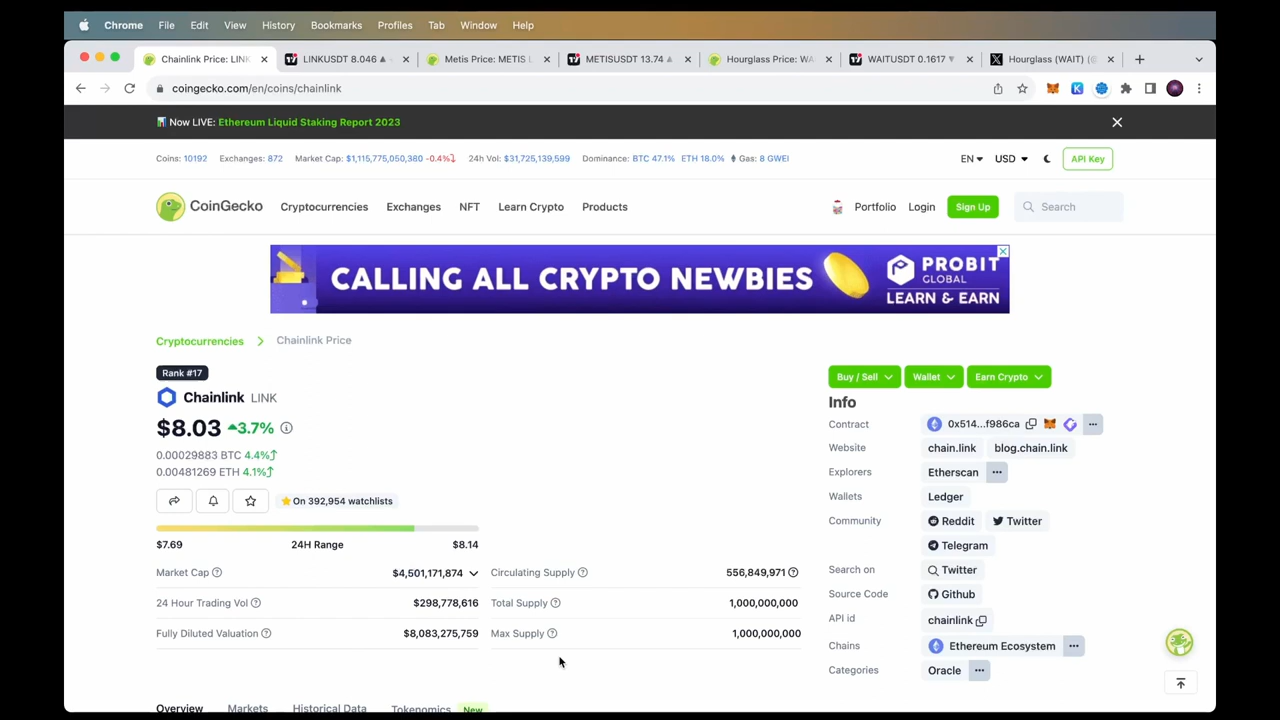 Chrome File Edit View History Bookmarks Profiles Tab Window Help
Chainlink Price: LINK LINKUSDT 8.046 Metis Price: METIS METISUSDT 13.74 Hourglass Price: WA WAITUSDT 0.1617 Hourglass (WAIT) (@
coingecko.com/en/coins/chainlink
Now LIVE: Ethereum Liquid Staking Report 2023
Coins: 10192 Exchanges: 872 Market Cap: $1,115,775,050,380 -0.4% 24h Vol: $31,725,139,599 Dominance: BTC 47.1% ETH 18.0% Gas: 8 GWEI EN USD API Key
CoinGecko Cryptocurrencies Exchanges NFT Learn Crypto Products Portfolio Login Sign Up Search
CALLING ALL CRYPTO NEWBIES PROBIT
GLOBAL
LEARN & EARN
Cryptocurrencies > Chainlink Price
Rank #17
Chainlink LINK
$8.03 3.7%
0.00029883 BTC 4.4%
0.00481269 ETH 4.1%
On 392,954 watchlists
$7.69 24H Range $8.14
Market Cap $4,501,171,874
24 Hour Trading Vol $298,778,616
Fully Diluted Valuation $8,083,275,759
Circulating Supply 556,849,971
Total Supply 1,000,000,000
Max Supply 1,000,000,000
Buy / Sell Wallet Earn Crypto
Info
Contract 0x514...f986ca ...
Website chain.link blog.chain.link
Explorers Etherscan ...
Wallets Ledger
Community Reddit Twitter
Telegram
Search on Twitter
Source Code Github
API id chainlink
Chains Ethereum Ecosystem ...
Categories Oracle ...
Overview Markets Historical Data Tokenomics New